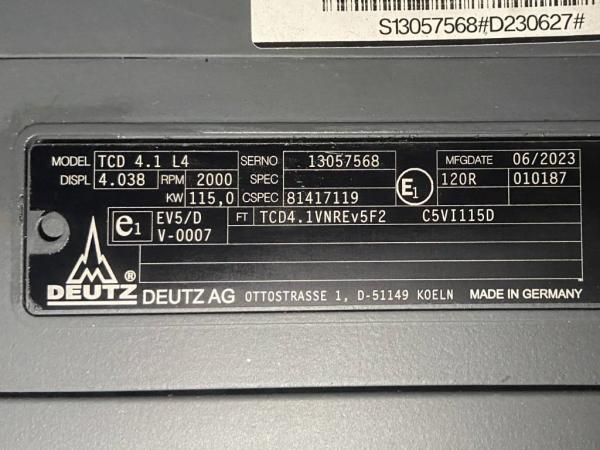 S13057568#D230627#
MODEL TCD 4.1 L4 SERNO 13057568 MFGDATE 06/2023
DISPL 4.038 RPM 2000 SPEC E1 120R 010187
KW 115,0 CSPEC 81417119
e1 EV5/D FT TCD4.1VNREv5F2 C5VI115D
V-0007
DEUTZ ® DEUTZ AG OTTOSTRASSE 1, D-51149 KOELN MADE IN GERMANY